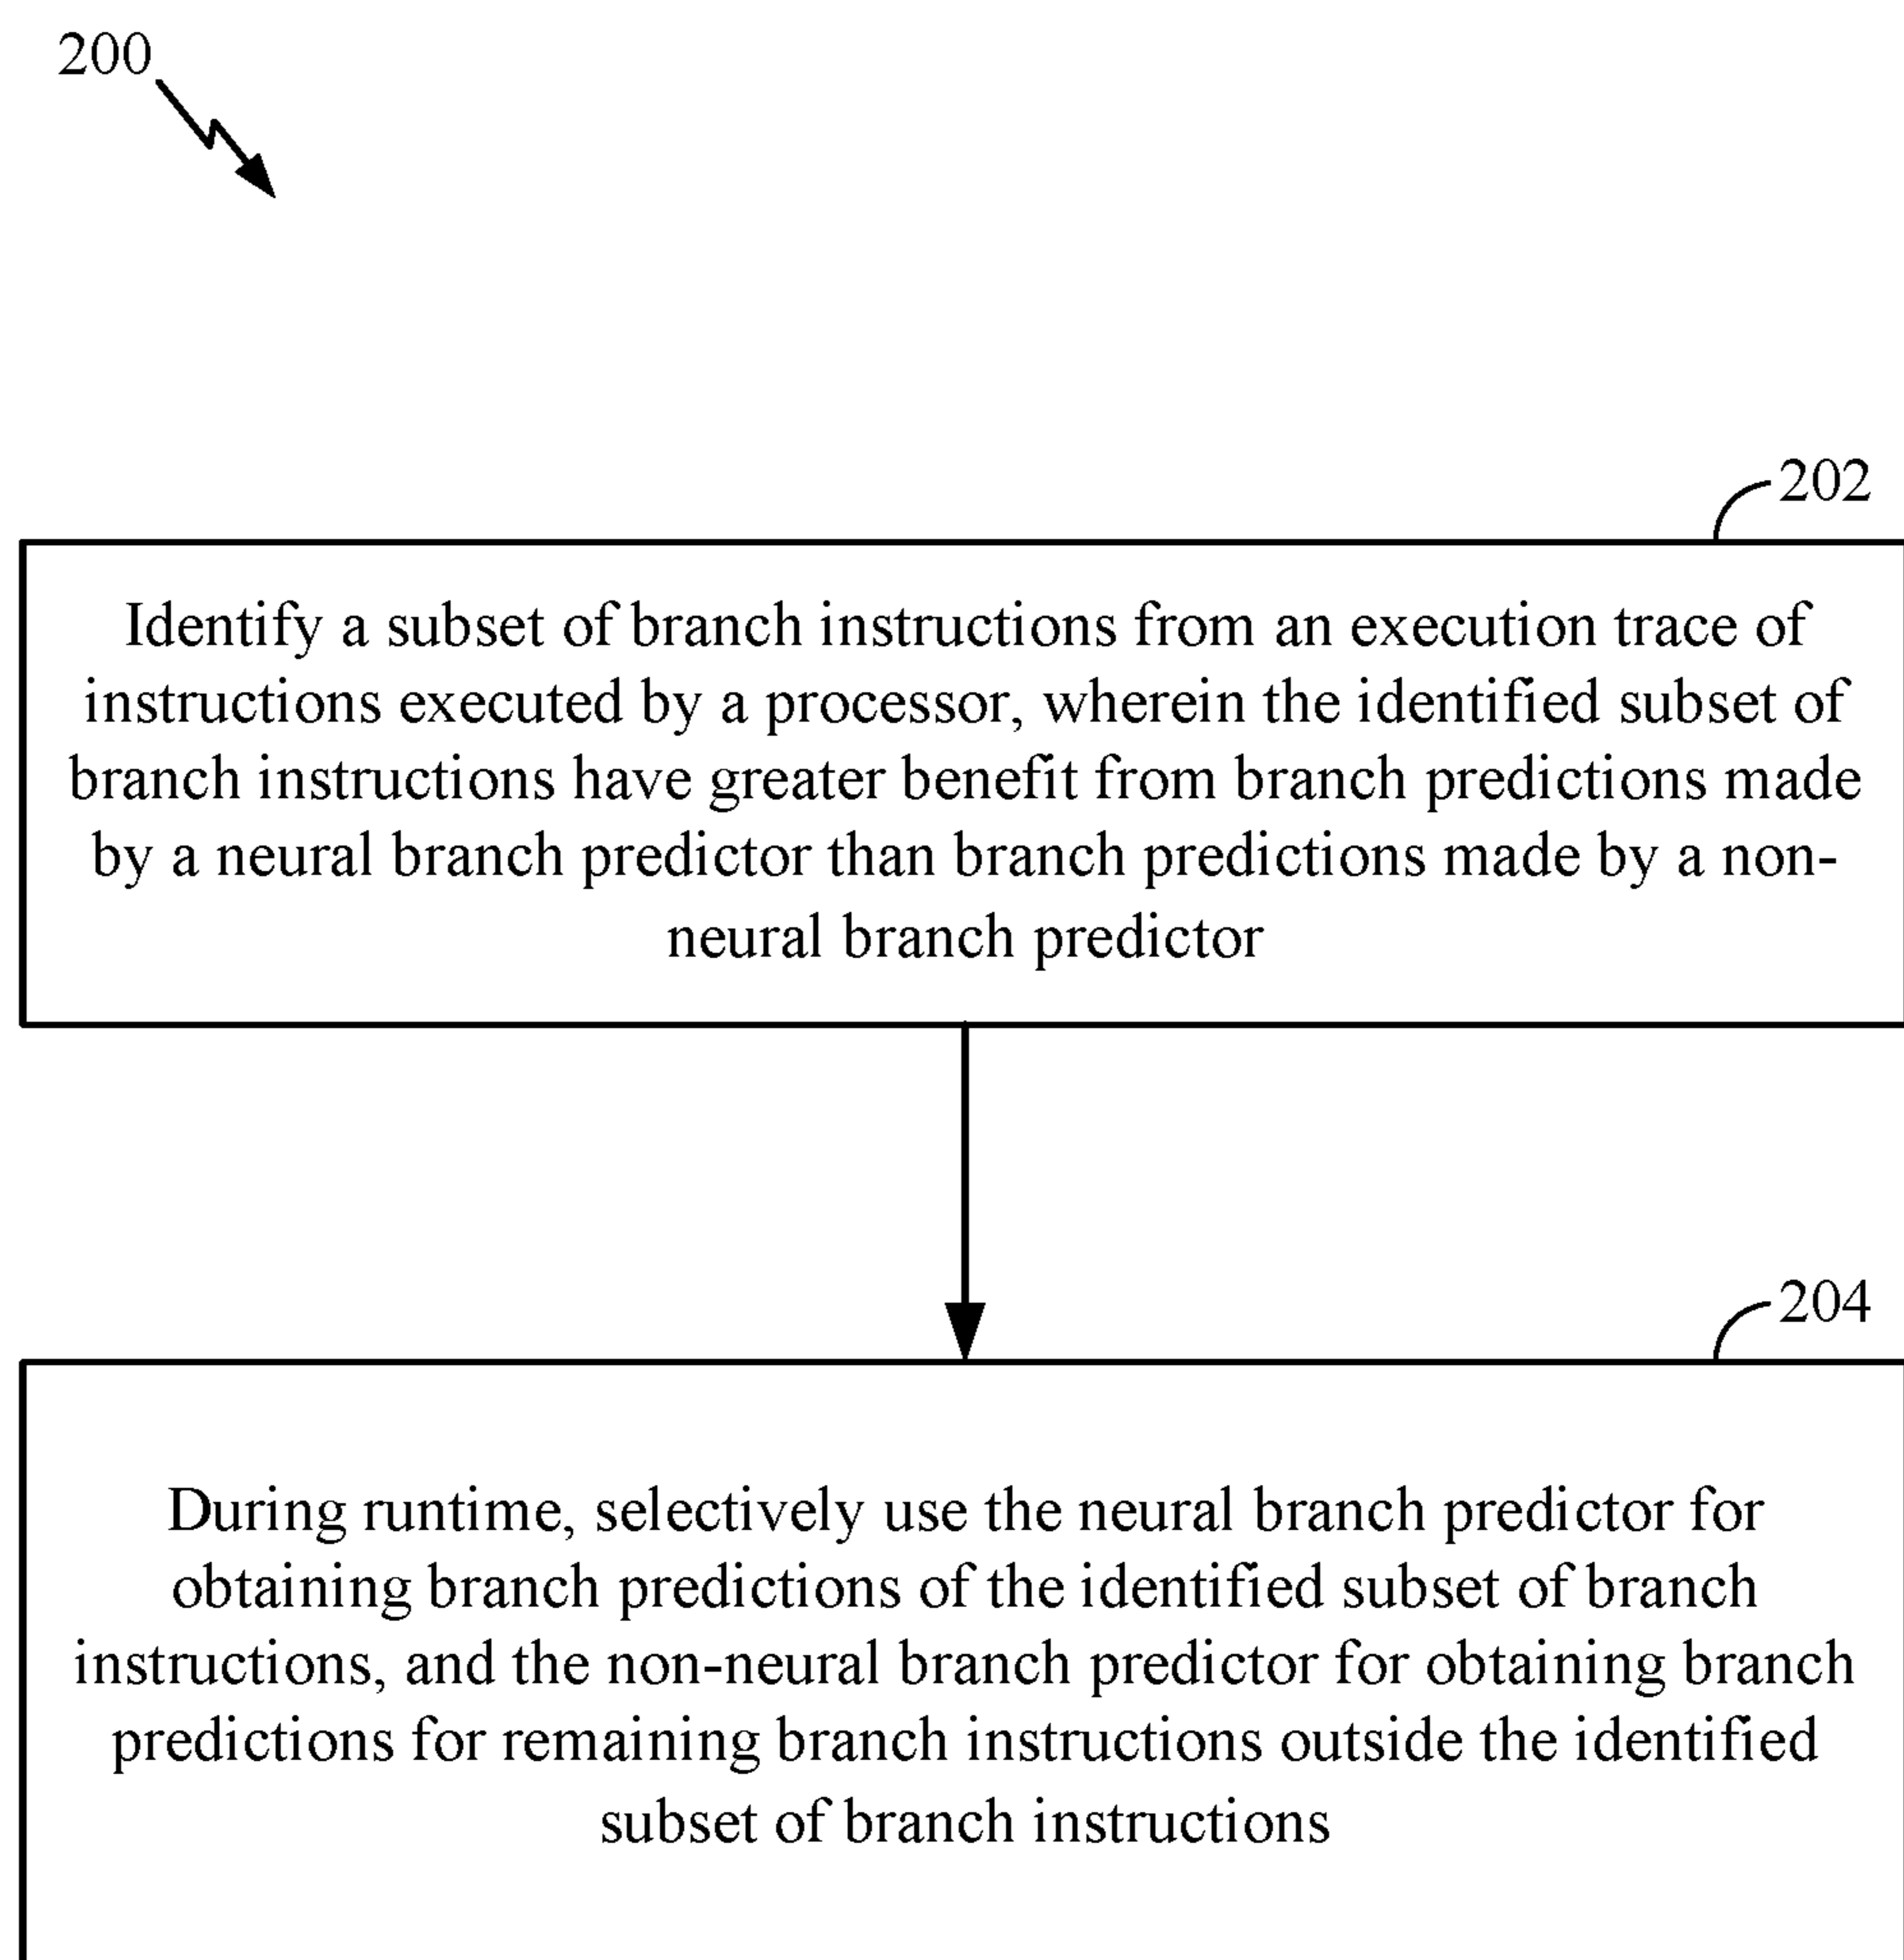 200
202
Identify a subset of branch instructions from an execution trace of
instructions executed by a processor, wherein the identified subset of
branch instructions have greater benefit from branch predictions made
by a neural branch predictor than branch predictions made by a non-
neural branch predictor
204
During runtime, selectively use the neural branch predictor for
obtaining branch predictions of the identified subset of branch
instructions, and the non-neural branch predictor for obtaining branch
predictions for remaining branch instructions outside the identified
subset of branch instructions